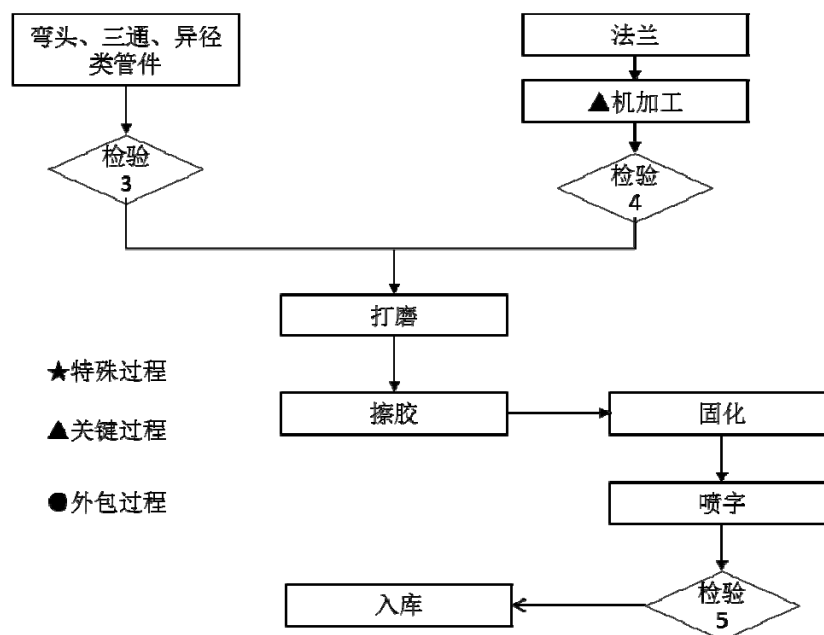 弯头、三通、异径
类管件
法兰
▲机加工
检验
3
检验
4
打磨
★特殊过程
擦胶
固化
▲关键过程
●外包过程
喷字
入库
检验
5